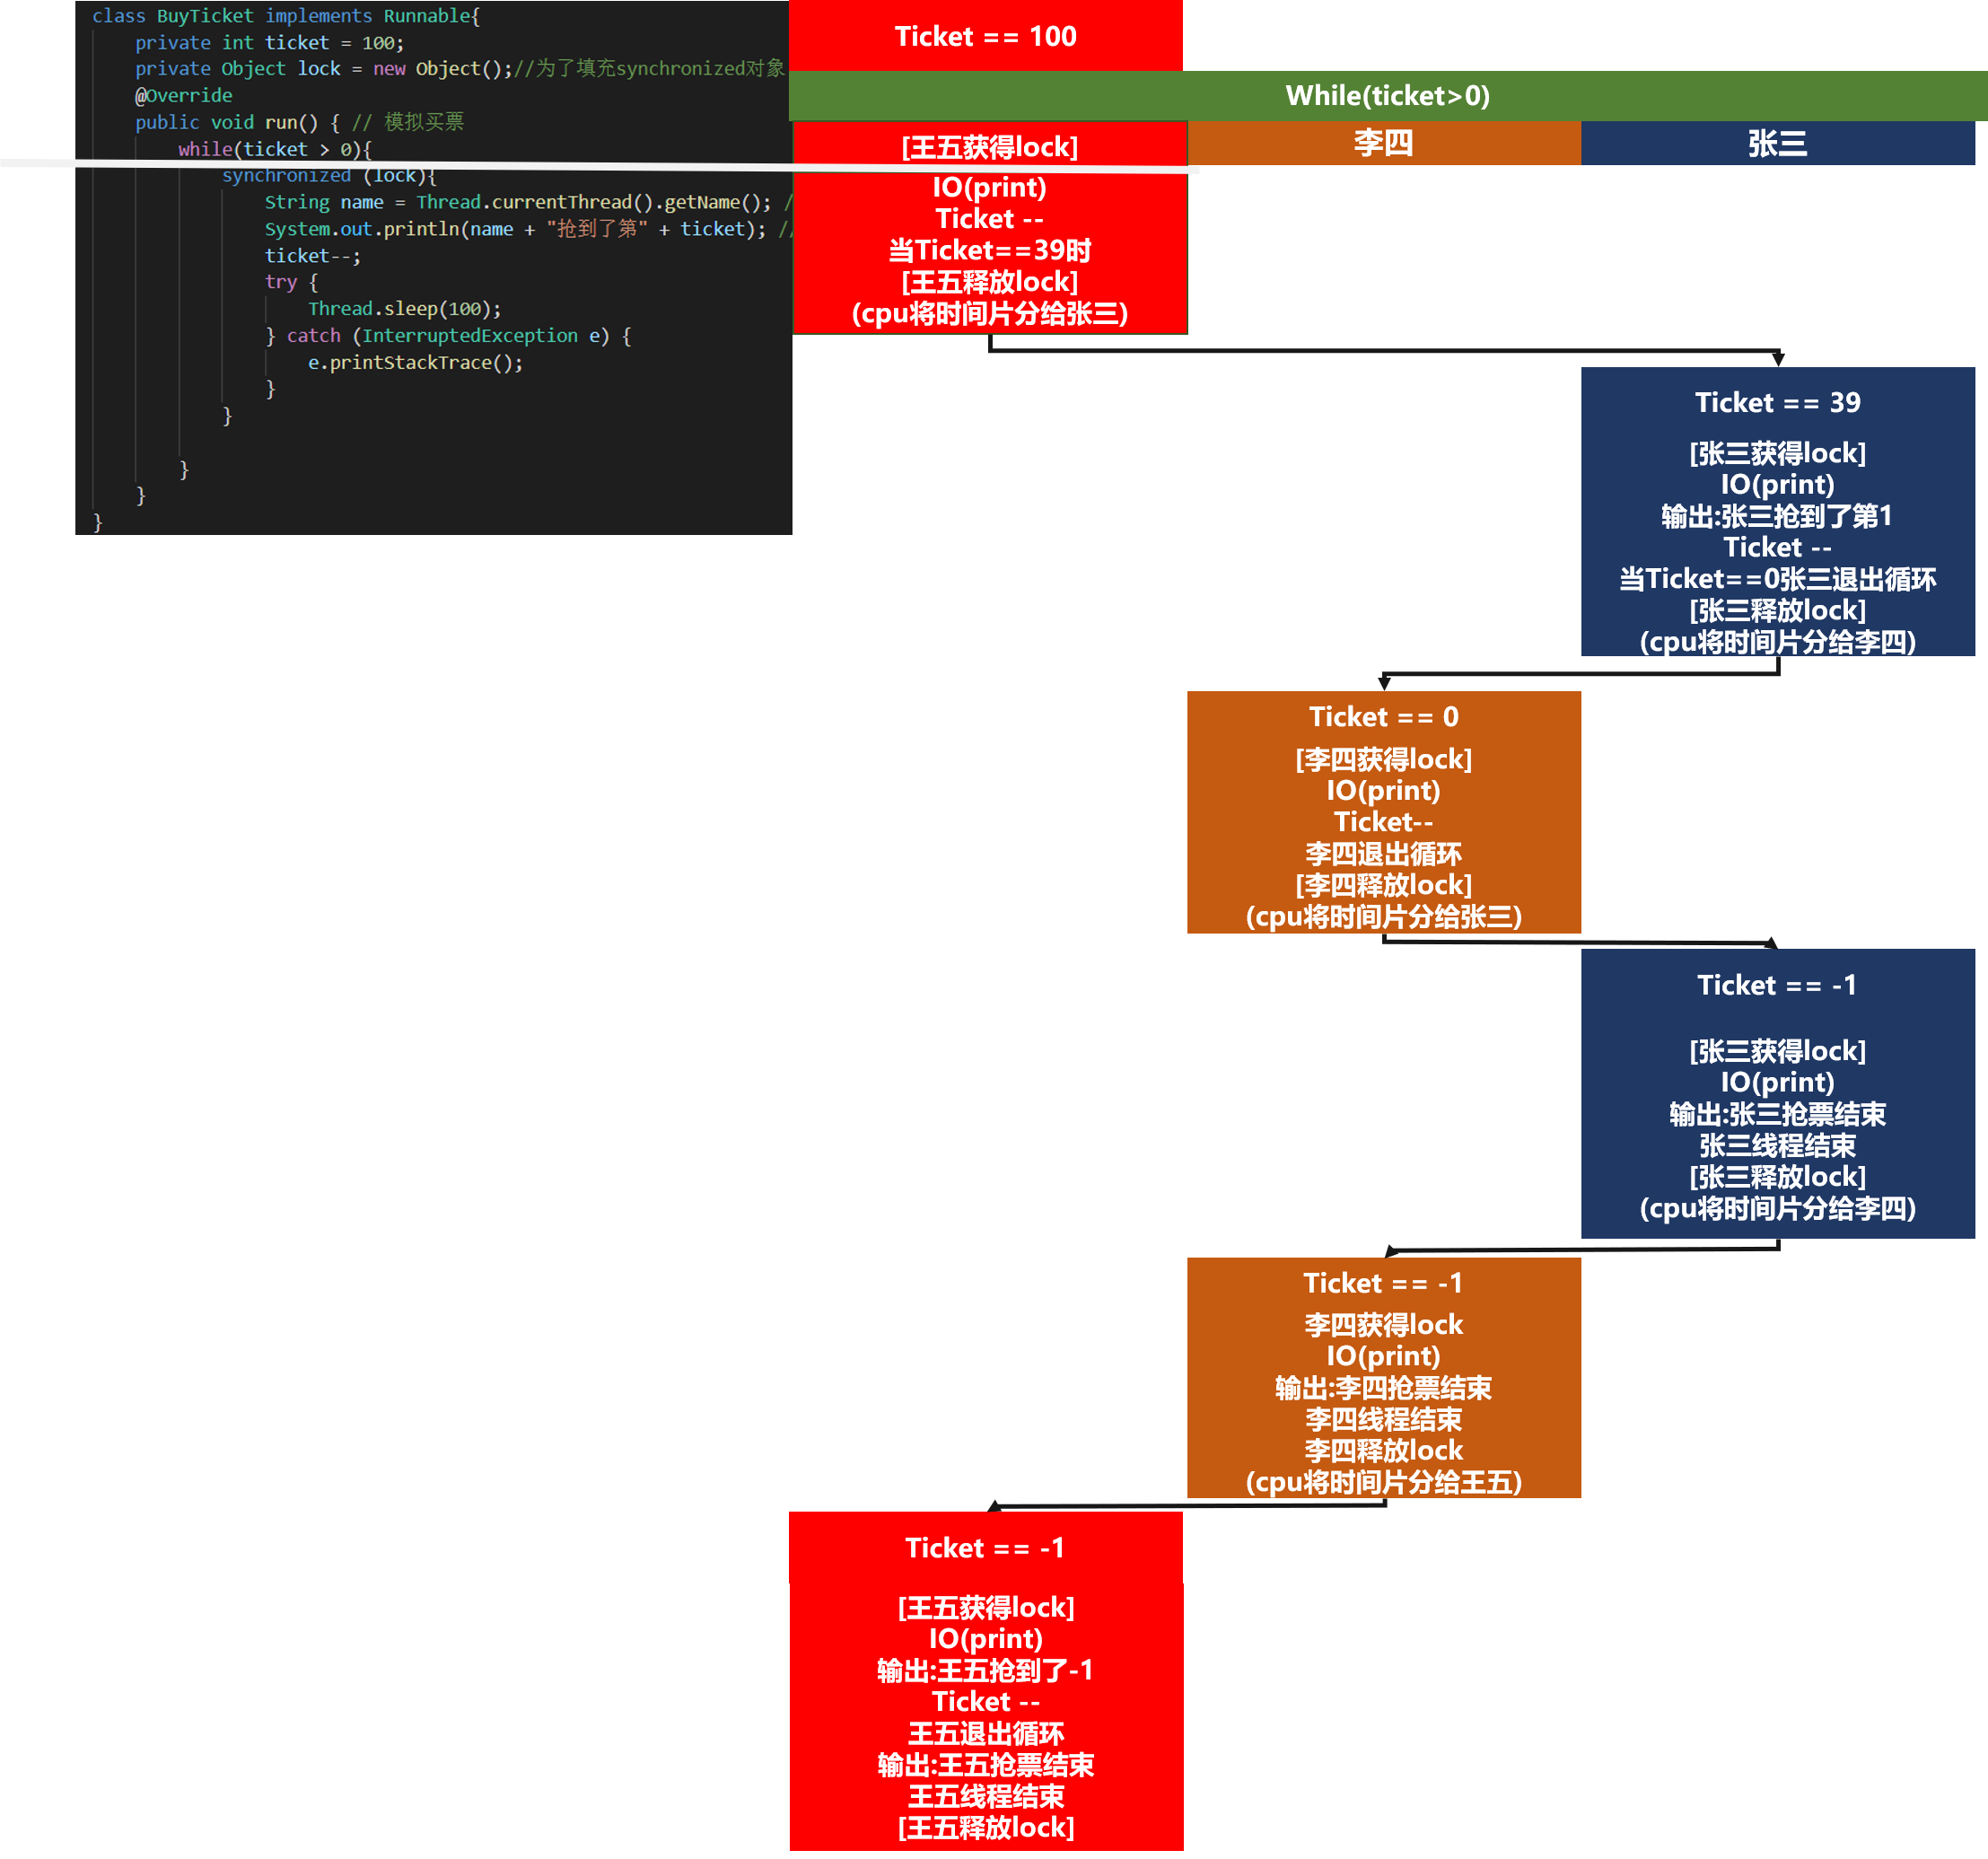 class BuyTicket implements Runnable{
private int ticket = 100;
private Object lock = new Object();//为了填充synchronized对象
@Override
public void run() { // 模拟买票
while(ticket > 0){
synchronized (lock){
String name = Thread.currentThread().getName(); /
System.out.println(name + "抢到了第" + ticket); //
ticket--;
try {
Thread.sleep(100);
} catch (InterruptedException e) {
e.printStackTrace();
}
}
}
}
}
Ticket == 100
While(ticket>0)
[王五获得lock]
李四
张三
IO(print)
Ticket --
当Ticket==39时
[王五释放lock]
(cpu将时间片分给张三)
Ticket == 39
[张三获得lock]
IO(print)
输出:张三抢到了第1
Ticket --
当Ticket==0张三退出循环
[张三释放lock]
(cpu将时间片分给李四)
Ticket == 0
[李四获得lock]
IO(print)
Ticket--
李四退出循环
[李四释放lock]
(cpu将时间片分给张三)
Ticket == -1
[张三获得lock]
IO(print)
输出:张三抢票结束
张三线程结束
[张三释放lock]
(cpu将时间片分给李四)
Ticket == -1
李四获得lock
IO(print)
输出:李四抢票结束
李四线程结束
李四释放lock
(cpu将时间片分给王五)
Ticket == -1
[王五获得lock]
IO(print)
输出:王五抢到了-1
Ticket --
王五退出循环
输出:王五抢票结束
王五线程结束
[王五释放lock]